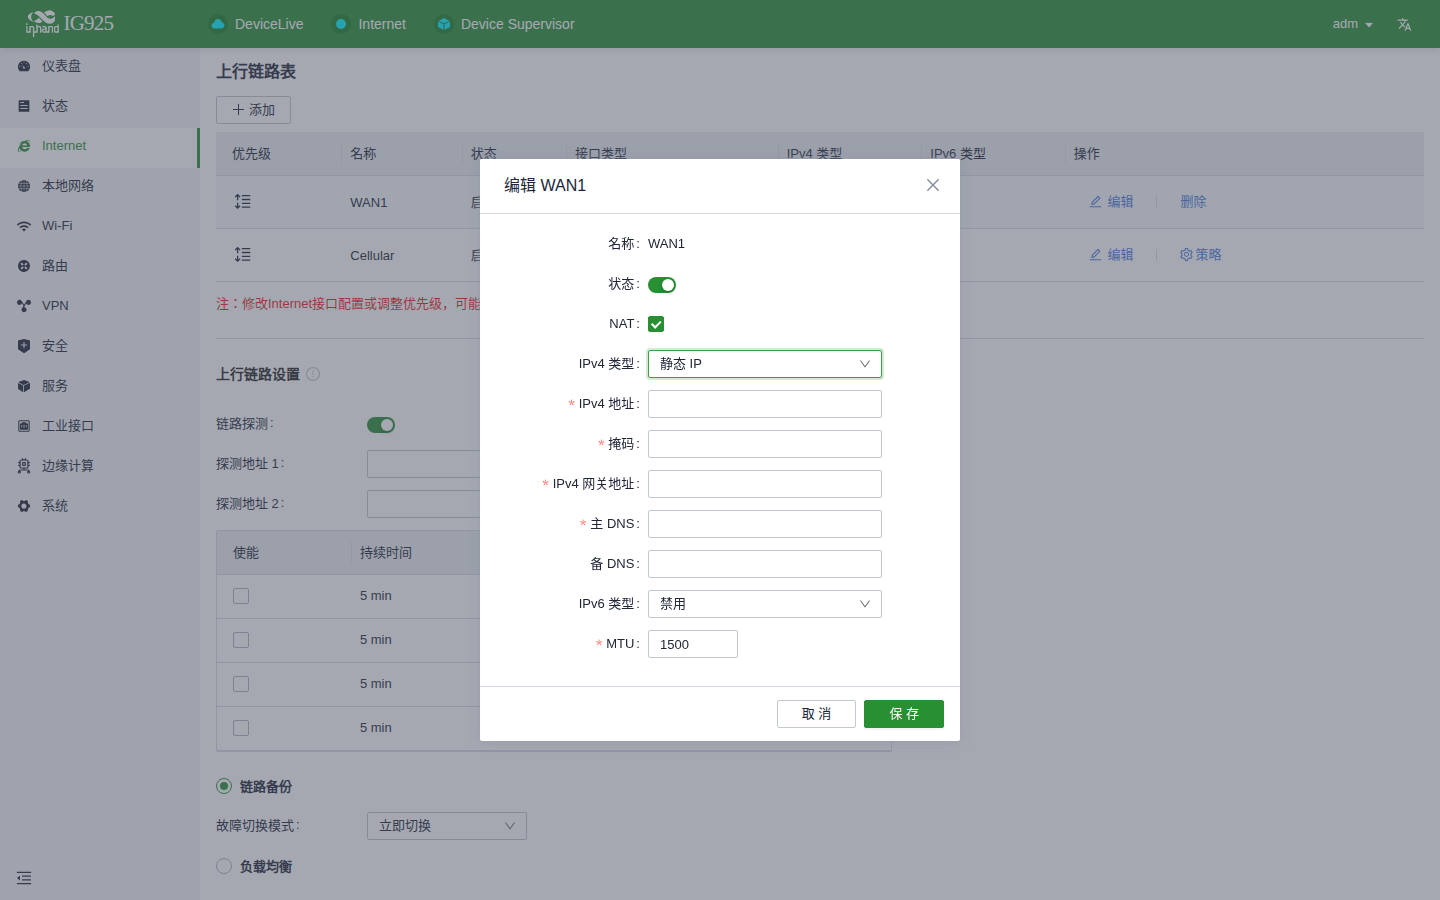 inhand IG925 DeviceLive Internet Device Supervisor adm
仪表盘
状态
Internet
本地网络
Wi-Fi
路由
VPN
安全
服务
工业接口
边缘计算
系统
上行链路表
添加
优先级 名称 状态 接口类型 IPv4 类型 IPv6 类型 操作
WAN1 编辑 删除
Cellular 编辑 策略
注：修改Internet接口配置或调整优先级，可能
上行链路设置
链路探测:
探测地址 1:
探测地址 2:
使能 持续时间
5 min
5 min
5 min
5 min
链路备份
故障切换模式: 立即切换
负载均衡
编辑 WAN1
名称: WAN1
状态:
NAT:
IPv4 类型: 静态 IP
* IPv4 地址:
* 掩码:
* IPv4 网关地址:
* 主 DNS:
备 DNS:
IPv6 类型: 禁用
* MTU: 1500
取 消 保 存